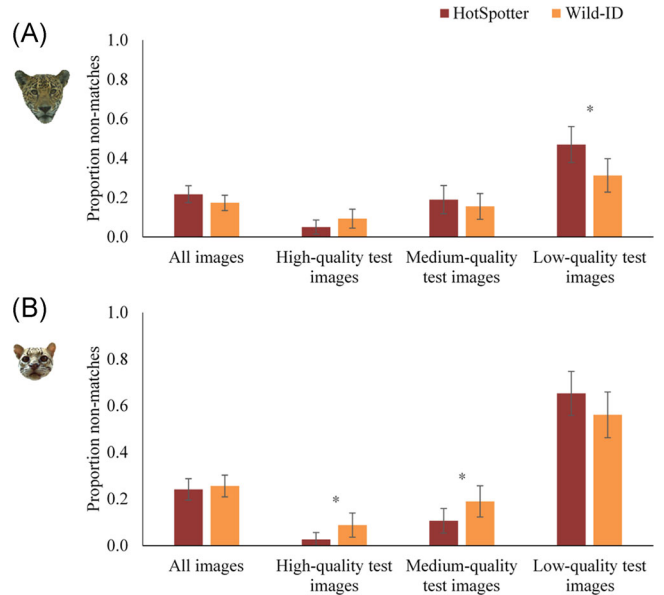 HotSpotter Wild-ID
(A)
Proportion non-matches
1.0
0.8
0.6
0.4
0.2
0.0
*
All images High-quality test images Medium-quality test images Low-quality test images
(B)
Proportion non-matches
1.0
0.8
0.6
0.4
0.2
0.0
* *
All images High-quality test images Medium-quality test images Low-quality test images